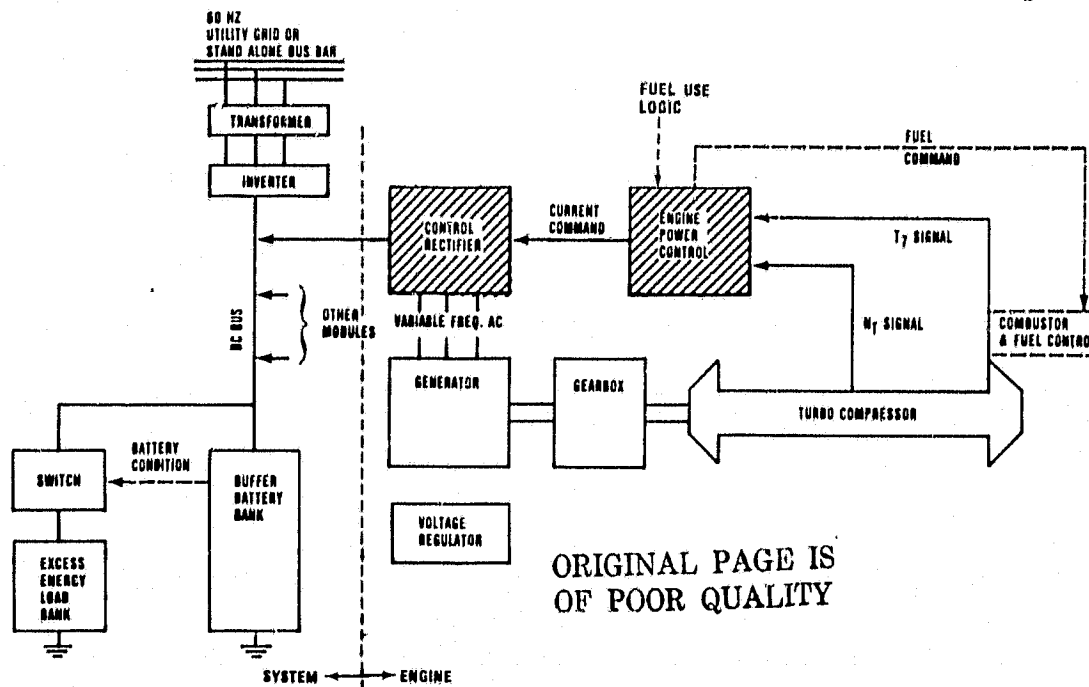 60 HZ
UTILITY GRID OR
STAND ALONE BUS BAR
TRANSFORMER
INVERTER
FUEL USE
LOGIC
FUEL
COMMAND
CONTROL
RECTIFIER
CURRENT
COMMAND
ENGINE
POWER
CONTROL
T7 SIGNAL
NT SIGNAL
COMBUSTOR
& FUEL CONTROL
DC BUS
OTHER
MODULES
VARIABLE FREQ. AC
GENERATOR
GEARBOX
TURBO COMPRESSOR
SWITCH
BATTERY
CONDITION
BUFFER
BATTERY
BANK
VOLTAGE
REGULATOR
EXCESS
ENERGY
LOAD
BANK
ORIGINAL PAGE IS
OF POOR QUALITY
SYSTEM
ENGINE